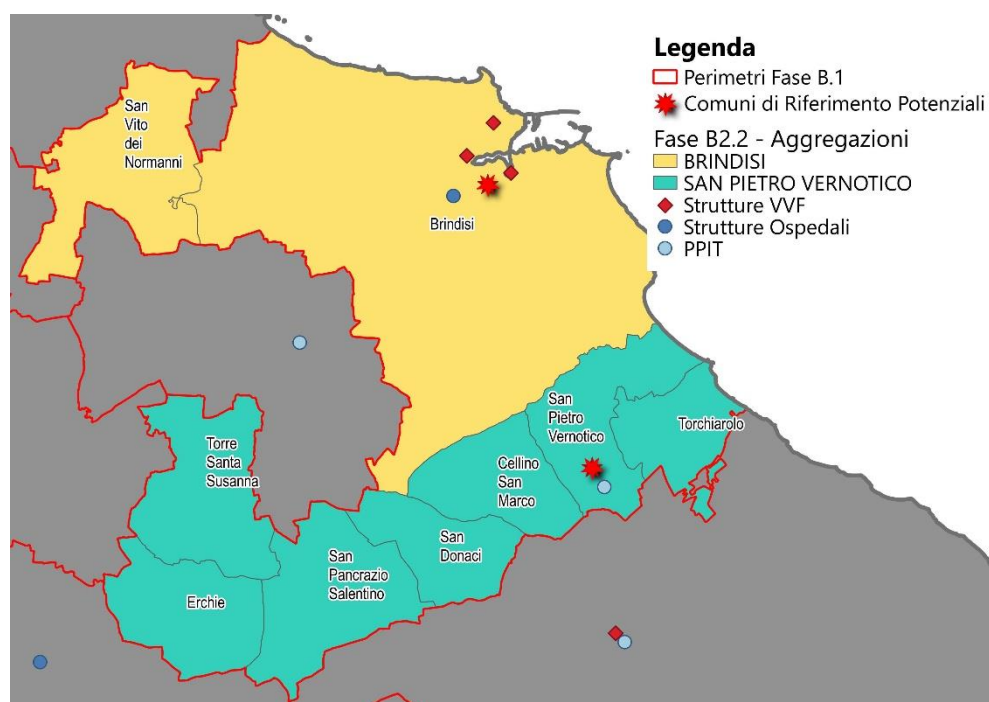 Legenda
Perimetri Fase B.1
Comuni di Riferimento Potenziali
Fase B2.2 - Aggregazioni
BRINDISI
SAN PIETRO VERNOTICO
Strutture VVF
Strutture Ospedali
PPIT
San
Vito
dei
Normanni
Brindisi
San
Pietro
Vernotico
Torchiarolo
Torre
Santa
Susanna
Cellino
San
Marco
San
Donaci
San
Pancrazio
Salentino
Erchie